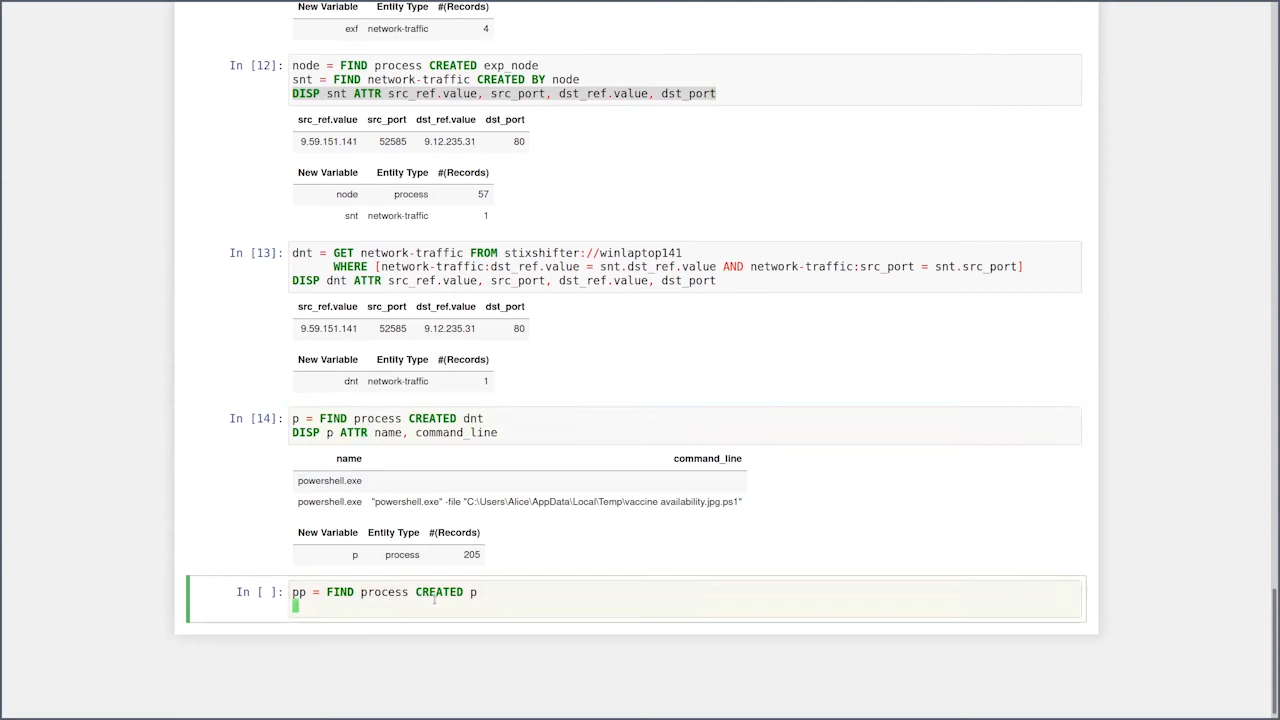 New Variable Entity Type #(Records)
exf network-traffic 4
In [12]: node = FIND process CREATED exp_node
snt = FIND network-traffic CREATED BY node
DISP snt ATTR src_ref.value, src_port, dst_ref.value, dst_port
src_ref.value src_port dst_ref.value dst_port
9.59.151.141 52585 9.12.235.31 80
New Variable Entity Type #(Records)
node process 57
snt network-traffic 1
In [13]: dnt = GET network-traffic FROM stixshifter://winlaptop141
WHERE [network-traffic:dst_ref.value = snt.dst_ref.value AND network-traffic:src_port = snt.src_port]
DISP dnt ATTR src_ref.value, src_port, dst_ref.value, dst_port
src_ref.value src_port dst_ref.value dst_port
9.59.151.141 52585 9.12.235.31 80
New Variable Entity Type #(Records)
dnt network-traffic 1
In [14]: p = FIND process CREATED dnt
DISP p ATTR name, command_line
name command_line
powershell.exe
powershell.exe "powershell.exe" -file "C:\Users\Alice\AppData\Local\Temp\vaccine availability.jpg.ps1"
New Variable Entity Type #(Records)
p process 205
In [ ]: pp = FIND process CREATED p